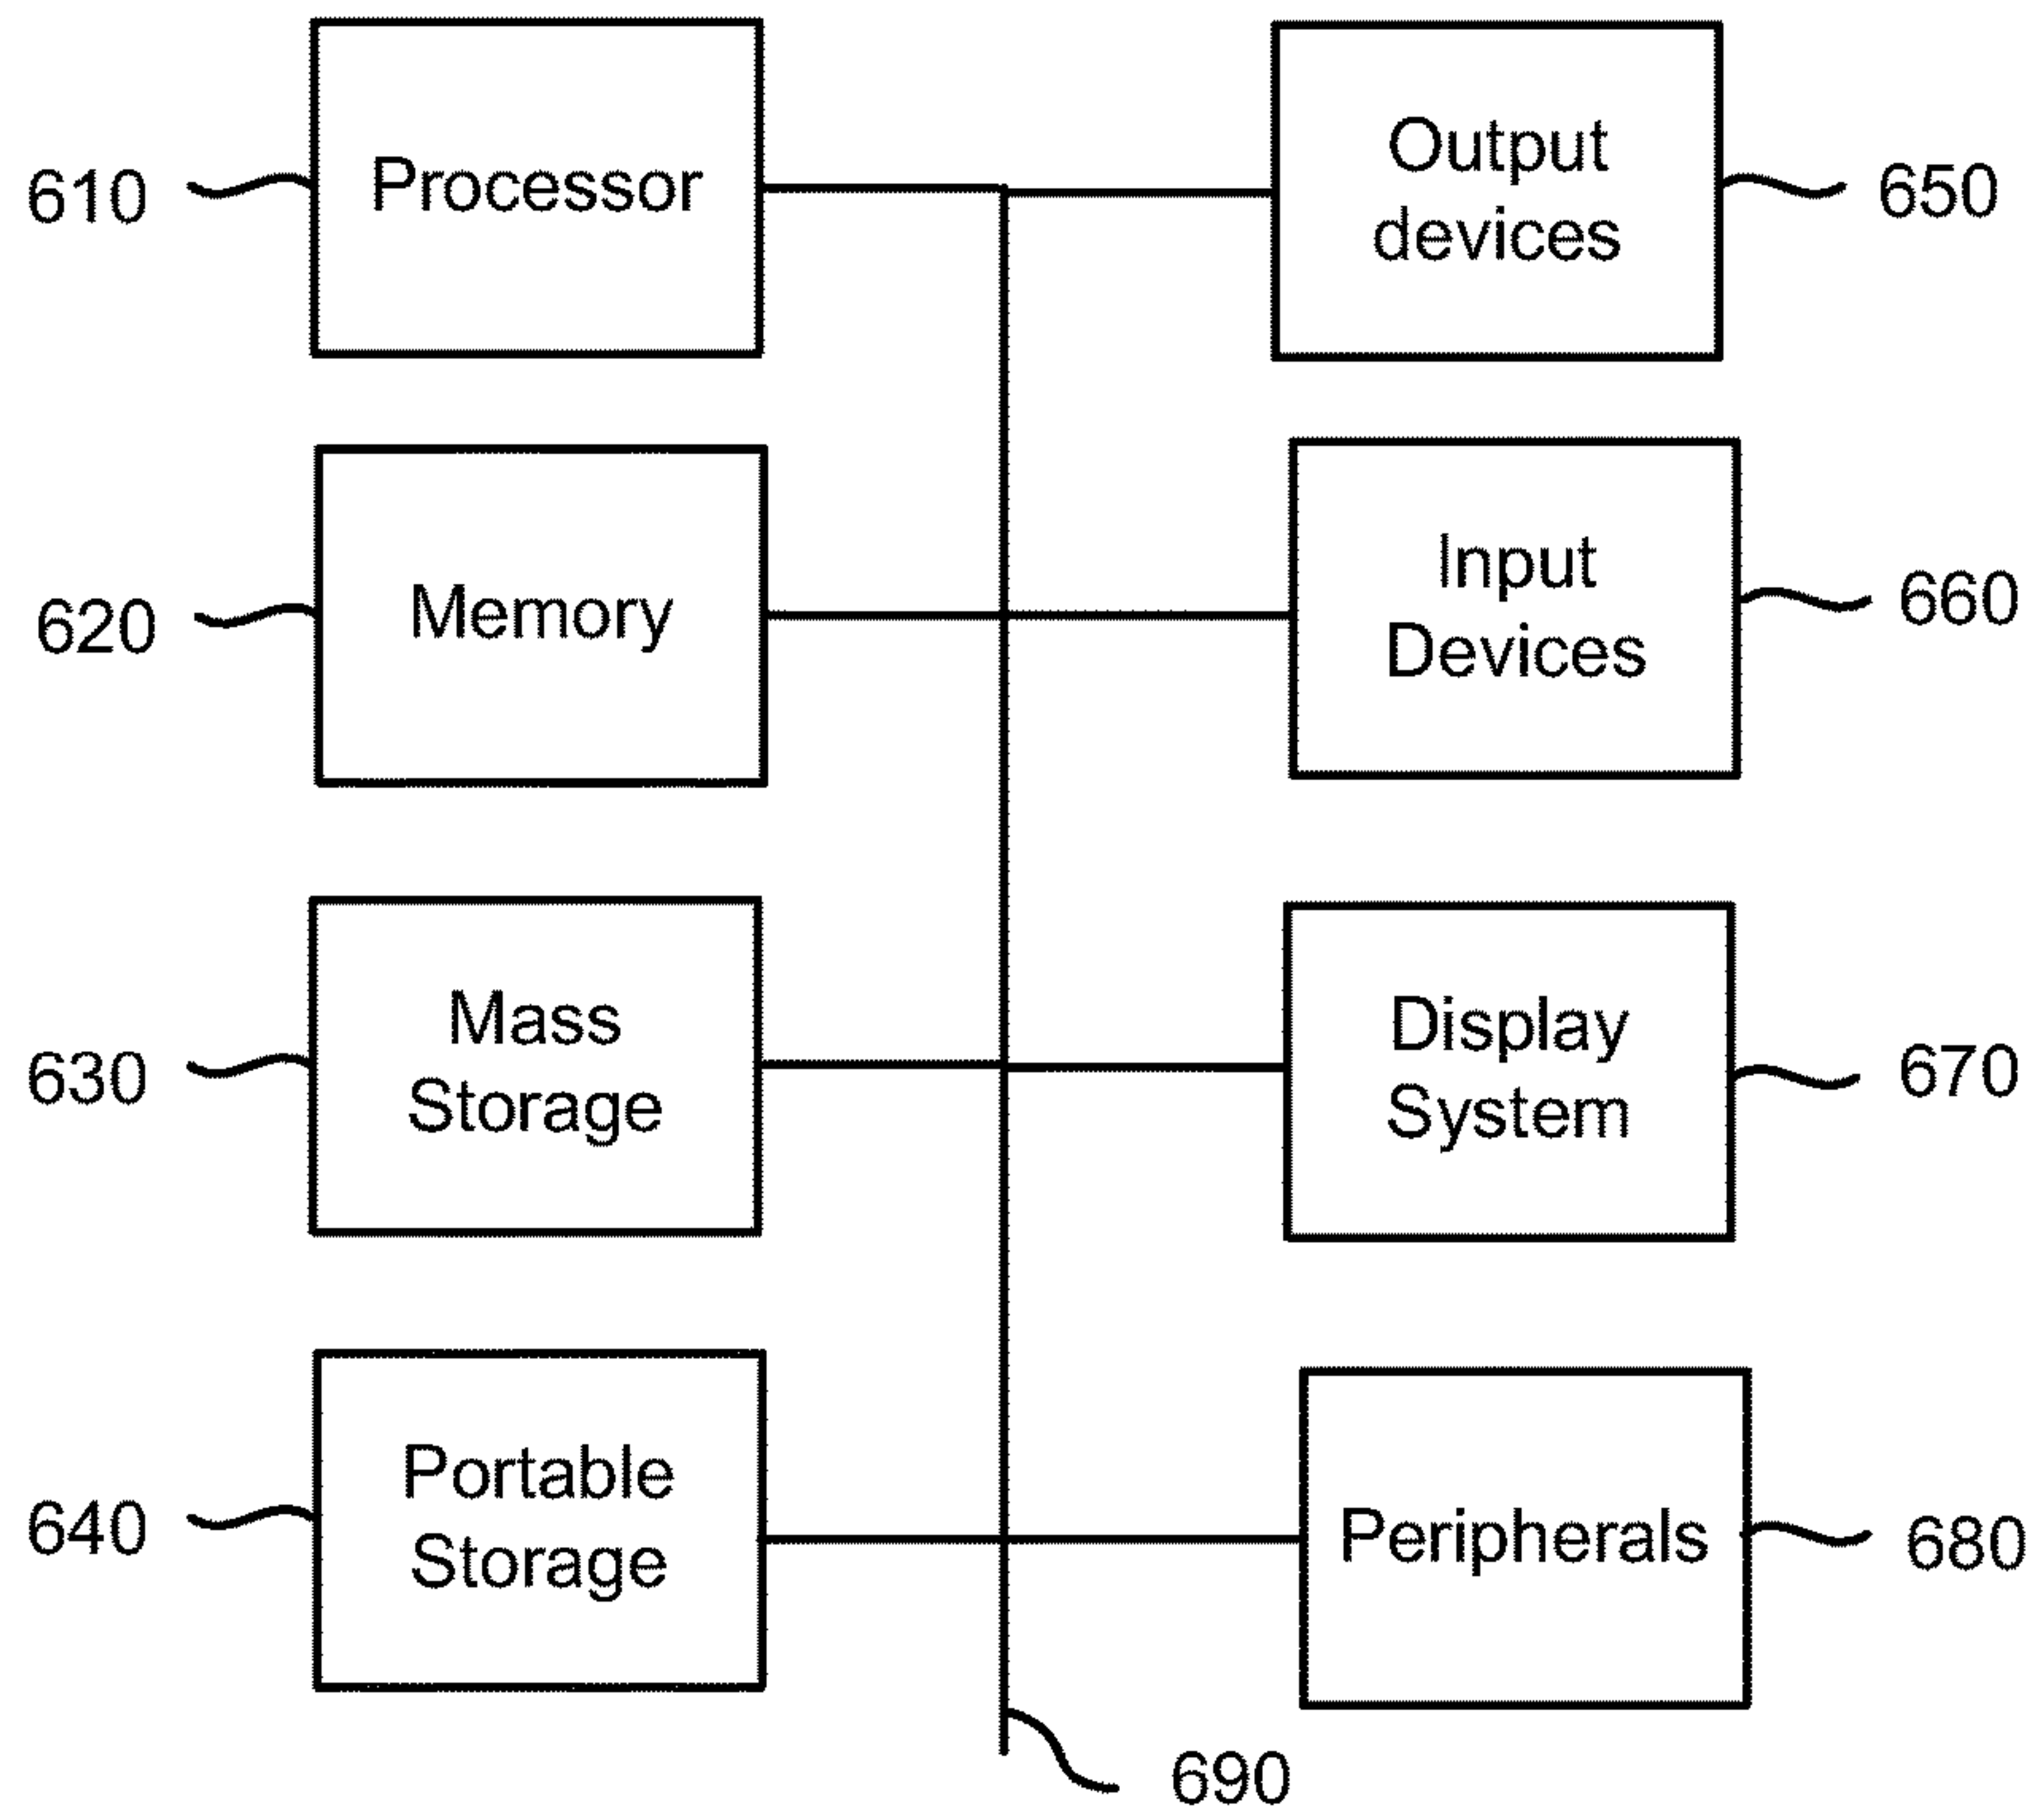 610
Processor
Output
devices
650
620
Memory
Input
Devices
660
630
Mass
Storage
Display
System
670
640
Portable
Storage
Peripherals
680
690